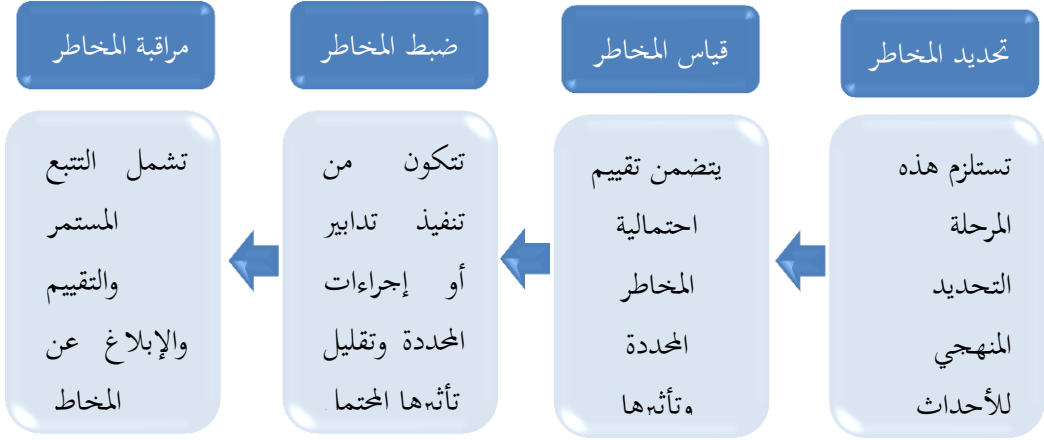 تحديد المخاطر
تستلزم هذه
المرحلة
التحديد
المنهجي
للأحداث
قياس المخاطر
يتضمن تقييم
احتمالية
المخاطر
المحددة
وتأثيرها
ضبط المخاطر
تتكون من
تنفيذ تدابير
أو إجراءات
المحددة وتقليل
تأثيرها المحتمل
مراقبة المخاطر
تشمل التتبع
المستمر
والتقييم
والإبلاغ عن
المخاط